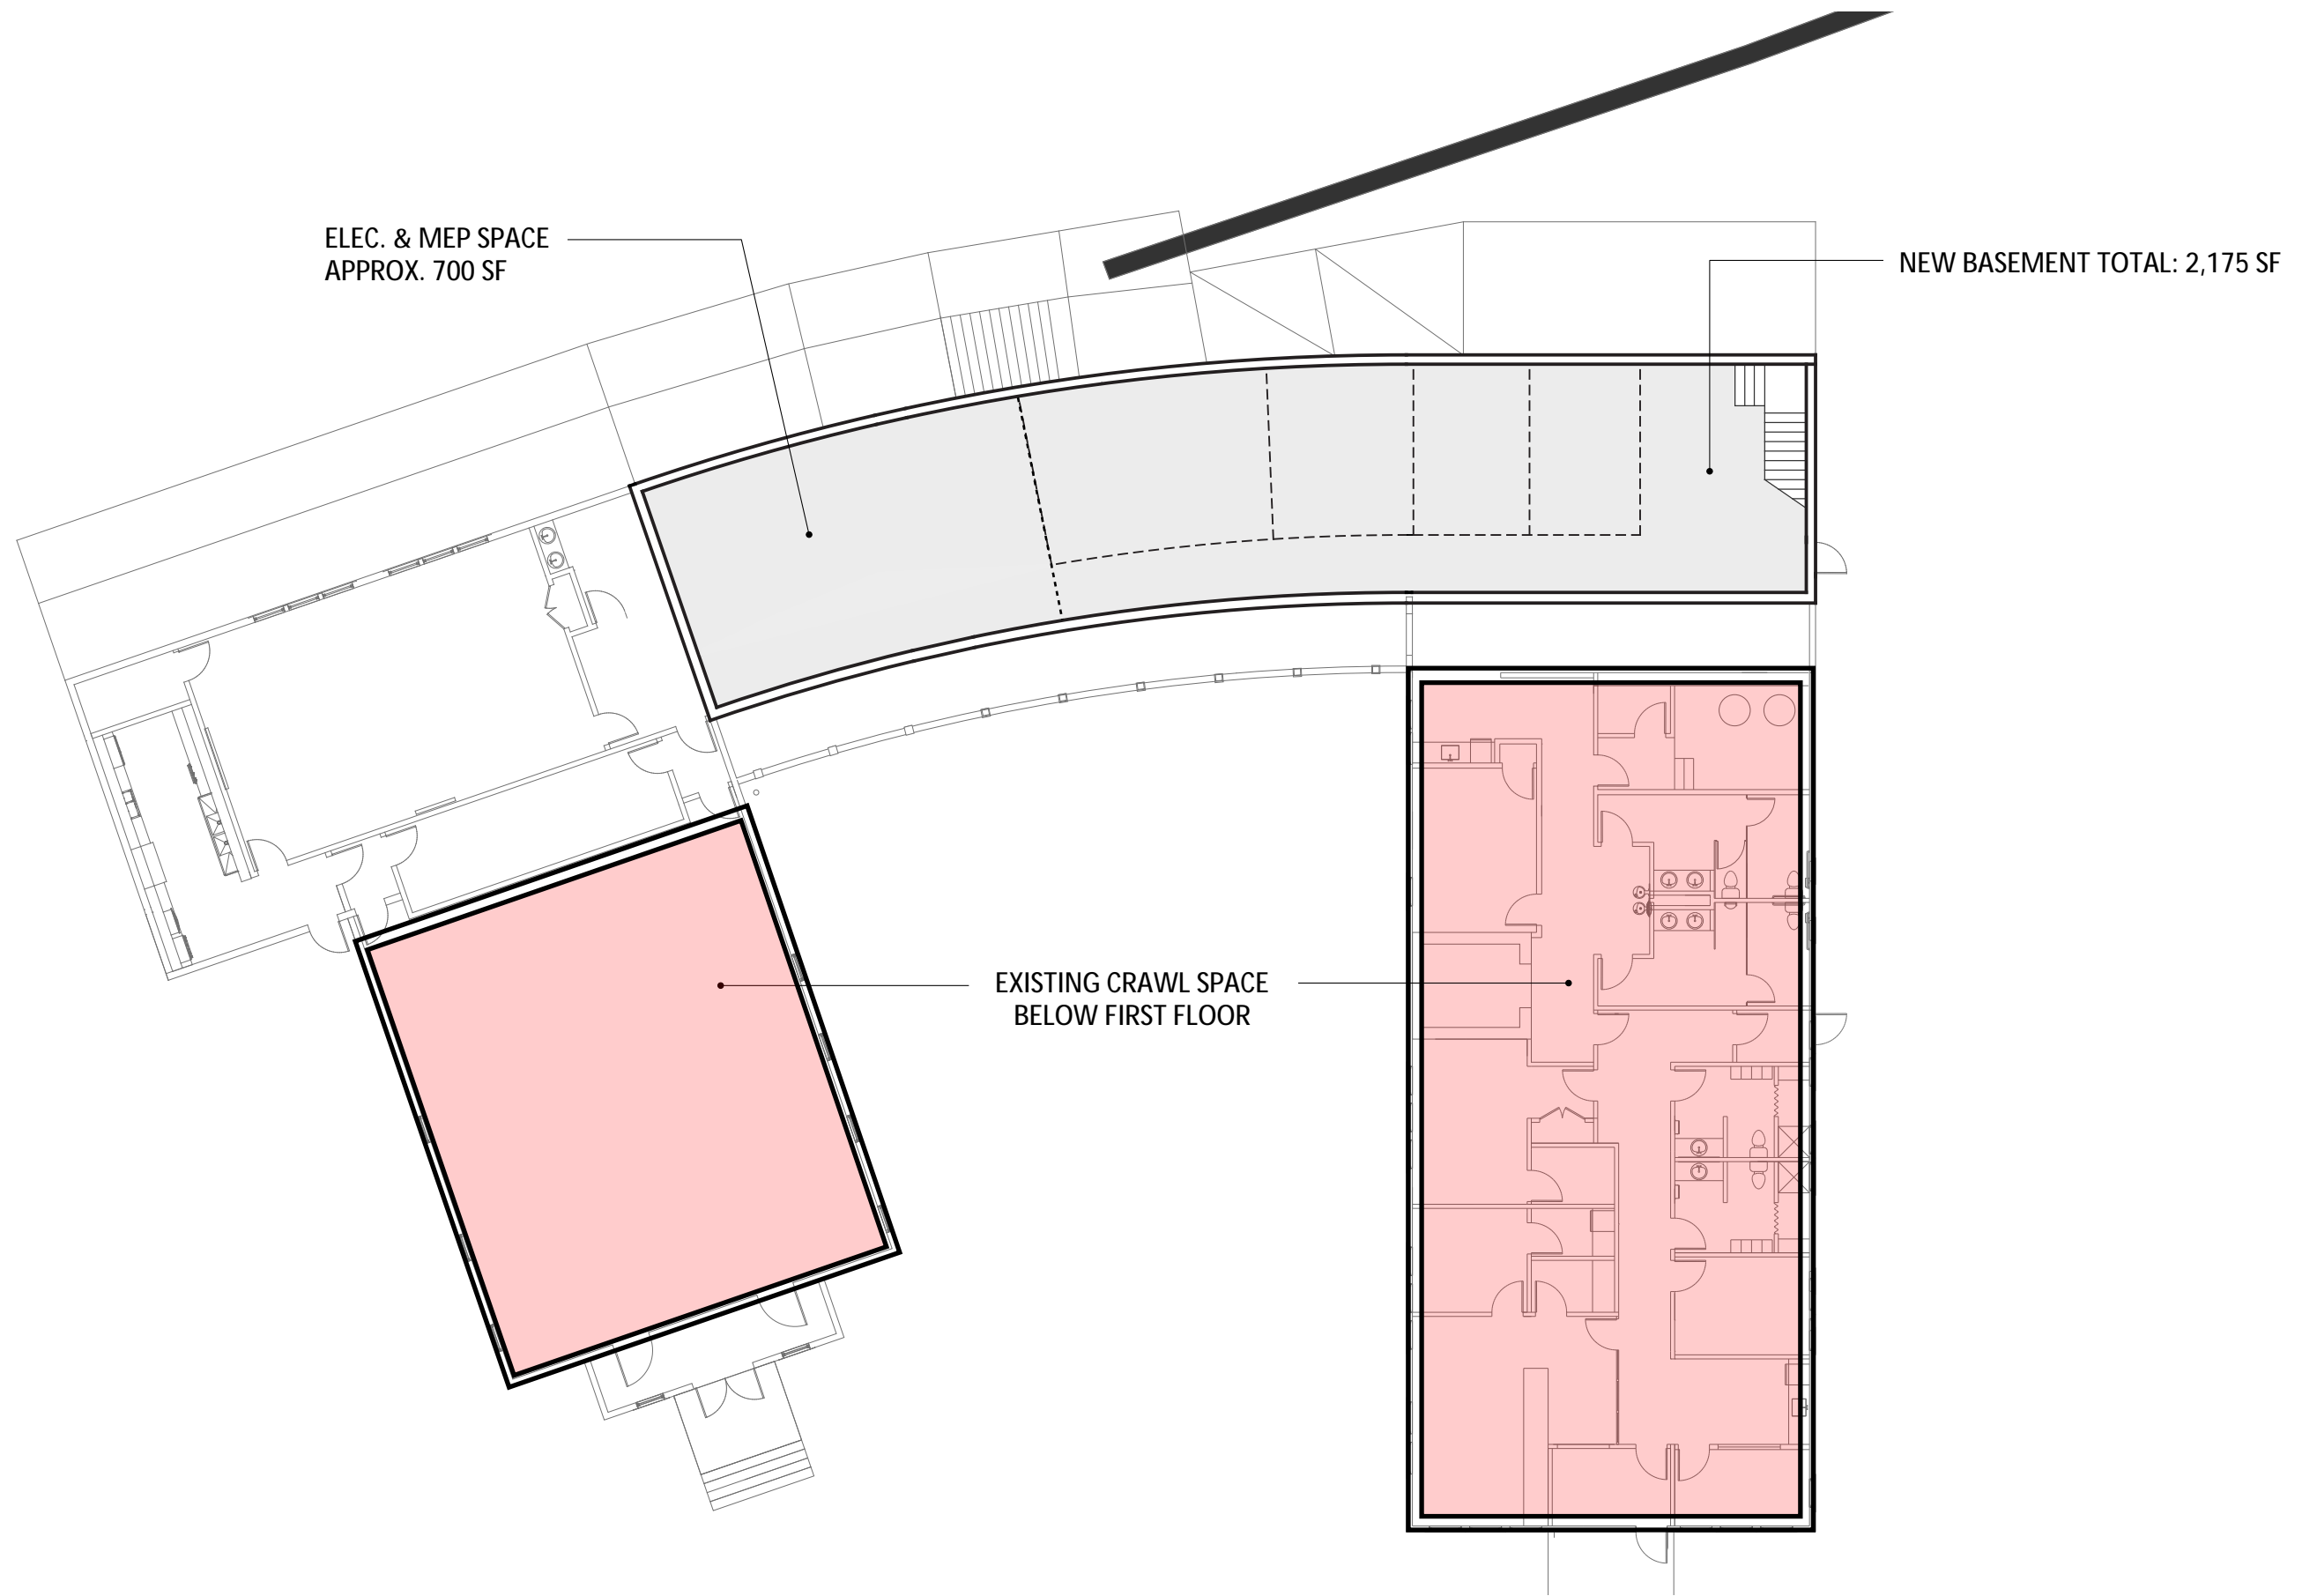 ELEC. & MEP SPACE
APPROX. 700 SF
NEW BASEMENT TOTAL: 2,175 SF
EXISTING CRAWL SPACE
BELOW FIRST FLOOR